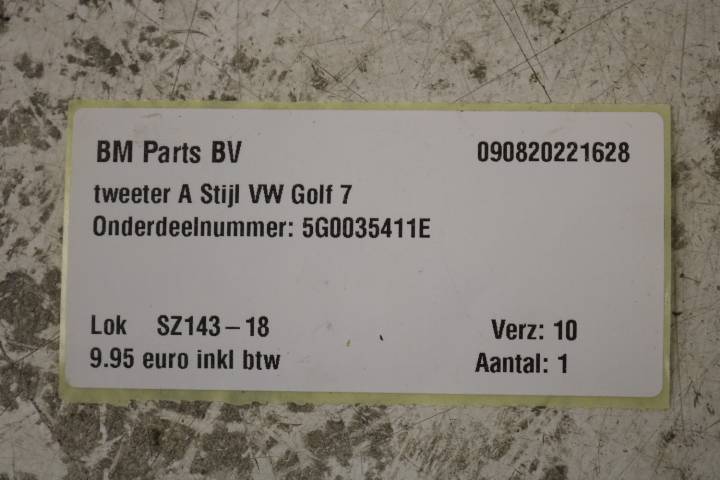 BM Parts BV 090820221628
tweeter A Stijl VW Golf 7
Onderdeelnummer: 5G0035411E
Lok SZ143-18 Verz: 10
9.95 euro inkl btw Aantal: 1